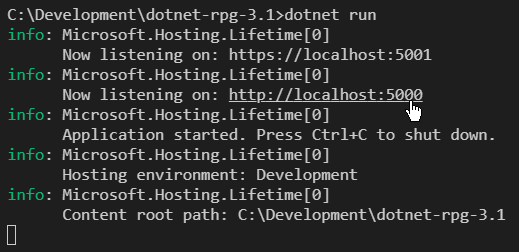 C:\Development\dotnet-rpg-3.1>dotnet run
info: Microsoft.Hosting.Lifetime[0]
      Now listening on: https://localhost:5001
info: Microsoft.Hosting.Lifetime[0]
      Now listening on: http://localhost:5000
info: Microsoft.Hosting.Lifetime[0]
      Application started. Press Ctrl+C to shut down.
info: Microsoft.Hosting.Lifetime[0]
      Hosting environment: Development
info: Microsoft.Hosting.Lifetime[0]
      Content root path: C:\Development\dotnet-rpg-3.1